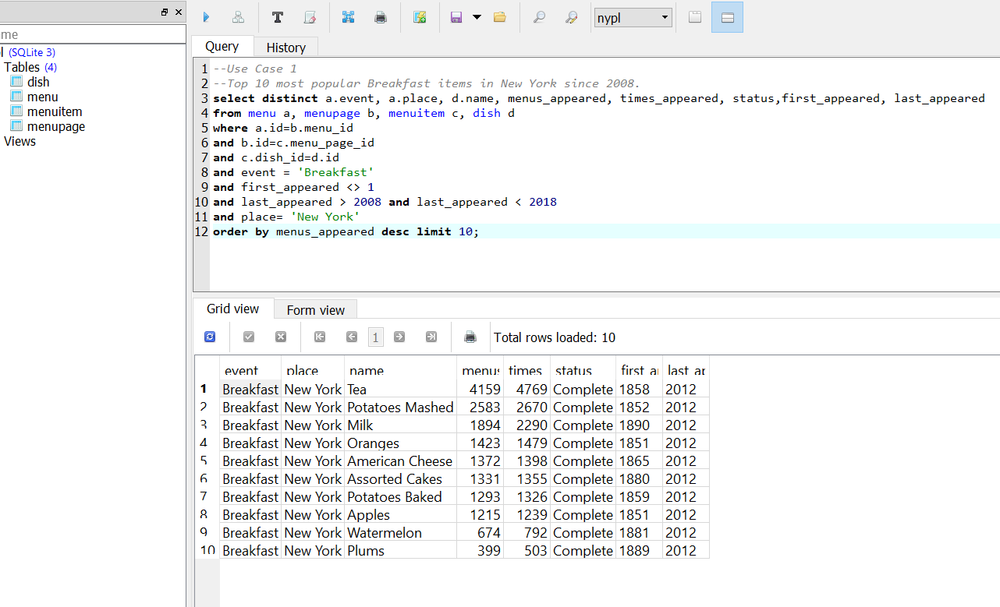 nypl
me
l (SQLite 3)
Tables (4)
dish
menu
menuitem
menupage
Views
Query History
1 --Use Case 1
2 --Top 10 most popular Breakfast items in New York since 2008.
3 select distinct a.event, a.place, d.name, menus_appeared, times_appeared, status,first_appeared, last_appeared
4 from menu a, menupage b, menuitem c, dish d
5 where a.id=b.menu_id
6 and b.id=c.menu_page_id
7 and c.dish_id=d.id
8 and event = 'Breakfast'
9 and first_appeared <> 1
10 and last_appeared > 2008 and last_appeared < 2018
11 and place= 'New York'
12 order by menus_appeared desc limit 10;
Grid view Form view
1 Total rows loaded: 10
event place name menus times status first_a last_ap
1 Breakfast New York Tea 4159 4769 Complete 1858 2012
2 Breakfast New York Potatoes Mashed 2583 2670 Complete 1852 2012
3 Breakfast New York Milk 1894 2290 Complete 1890 2012
4 Breakfast New York Oranges 1423 1479 Complete 1851 2012
5 Breakfast New York American Cheese 1372 1398 Complete 1865 2012
6 Breakfast New York Assorted Cakes 1331 1355 Complete 1880 2012
7 Breakfast New York Potatoes Baked 1293 1326 Complete 1859 2012
8 Breakfast New York Apples 1215 1239 Complete 1851 2012
9 Breakfast New York Watermelon 674 792 Complete 1881 2012
10 Breakfast New York Plums 399 503 Complete 1889 2012